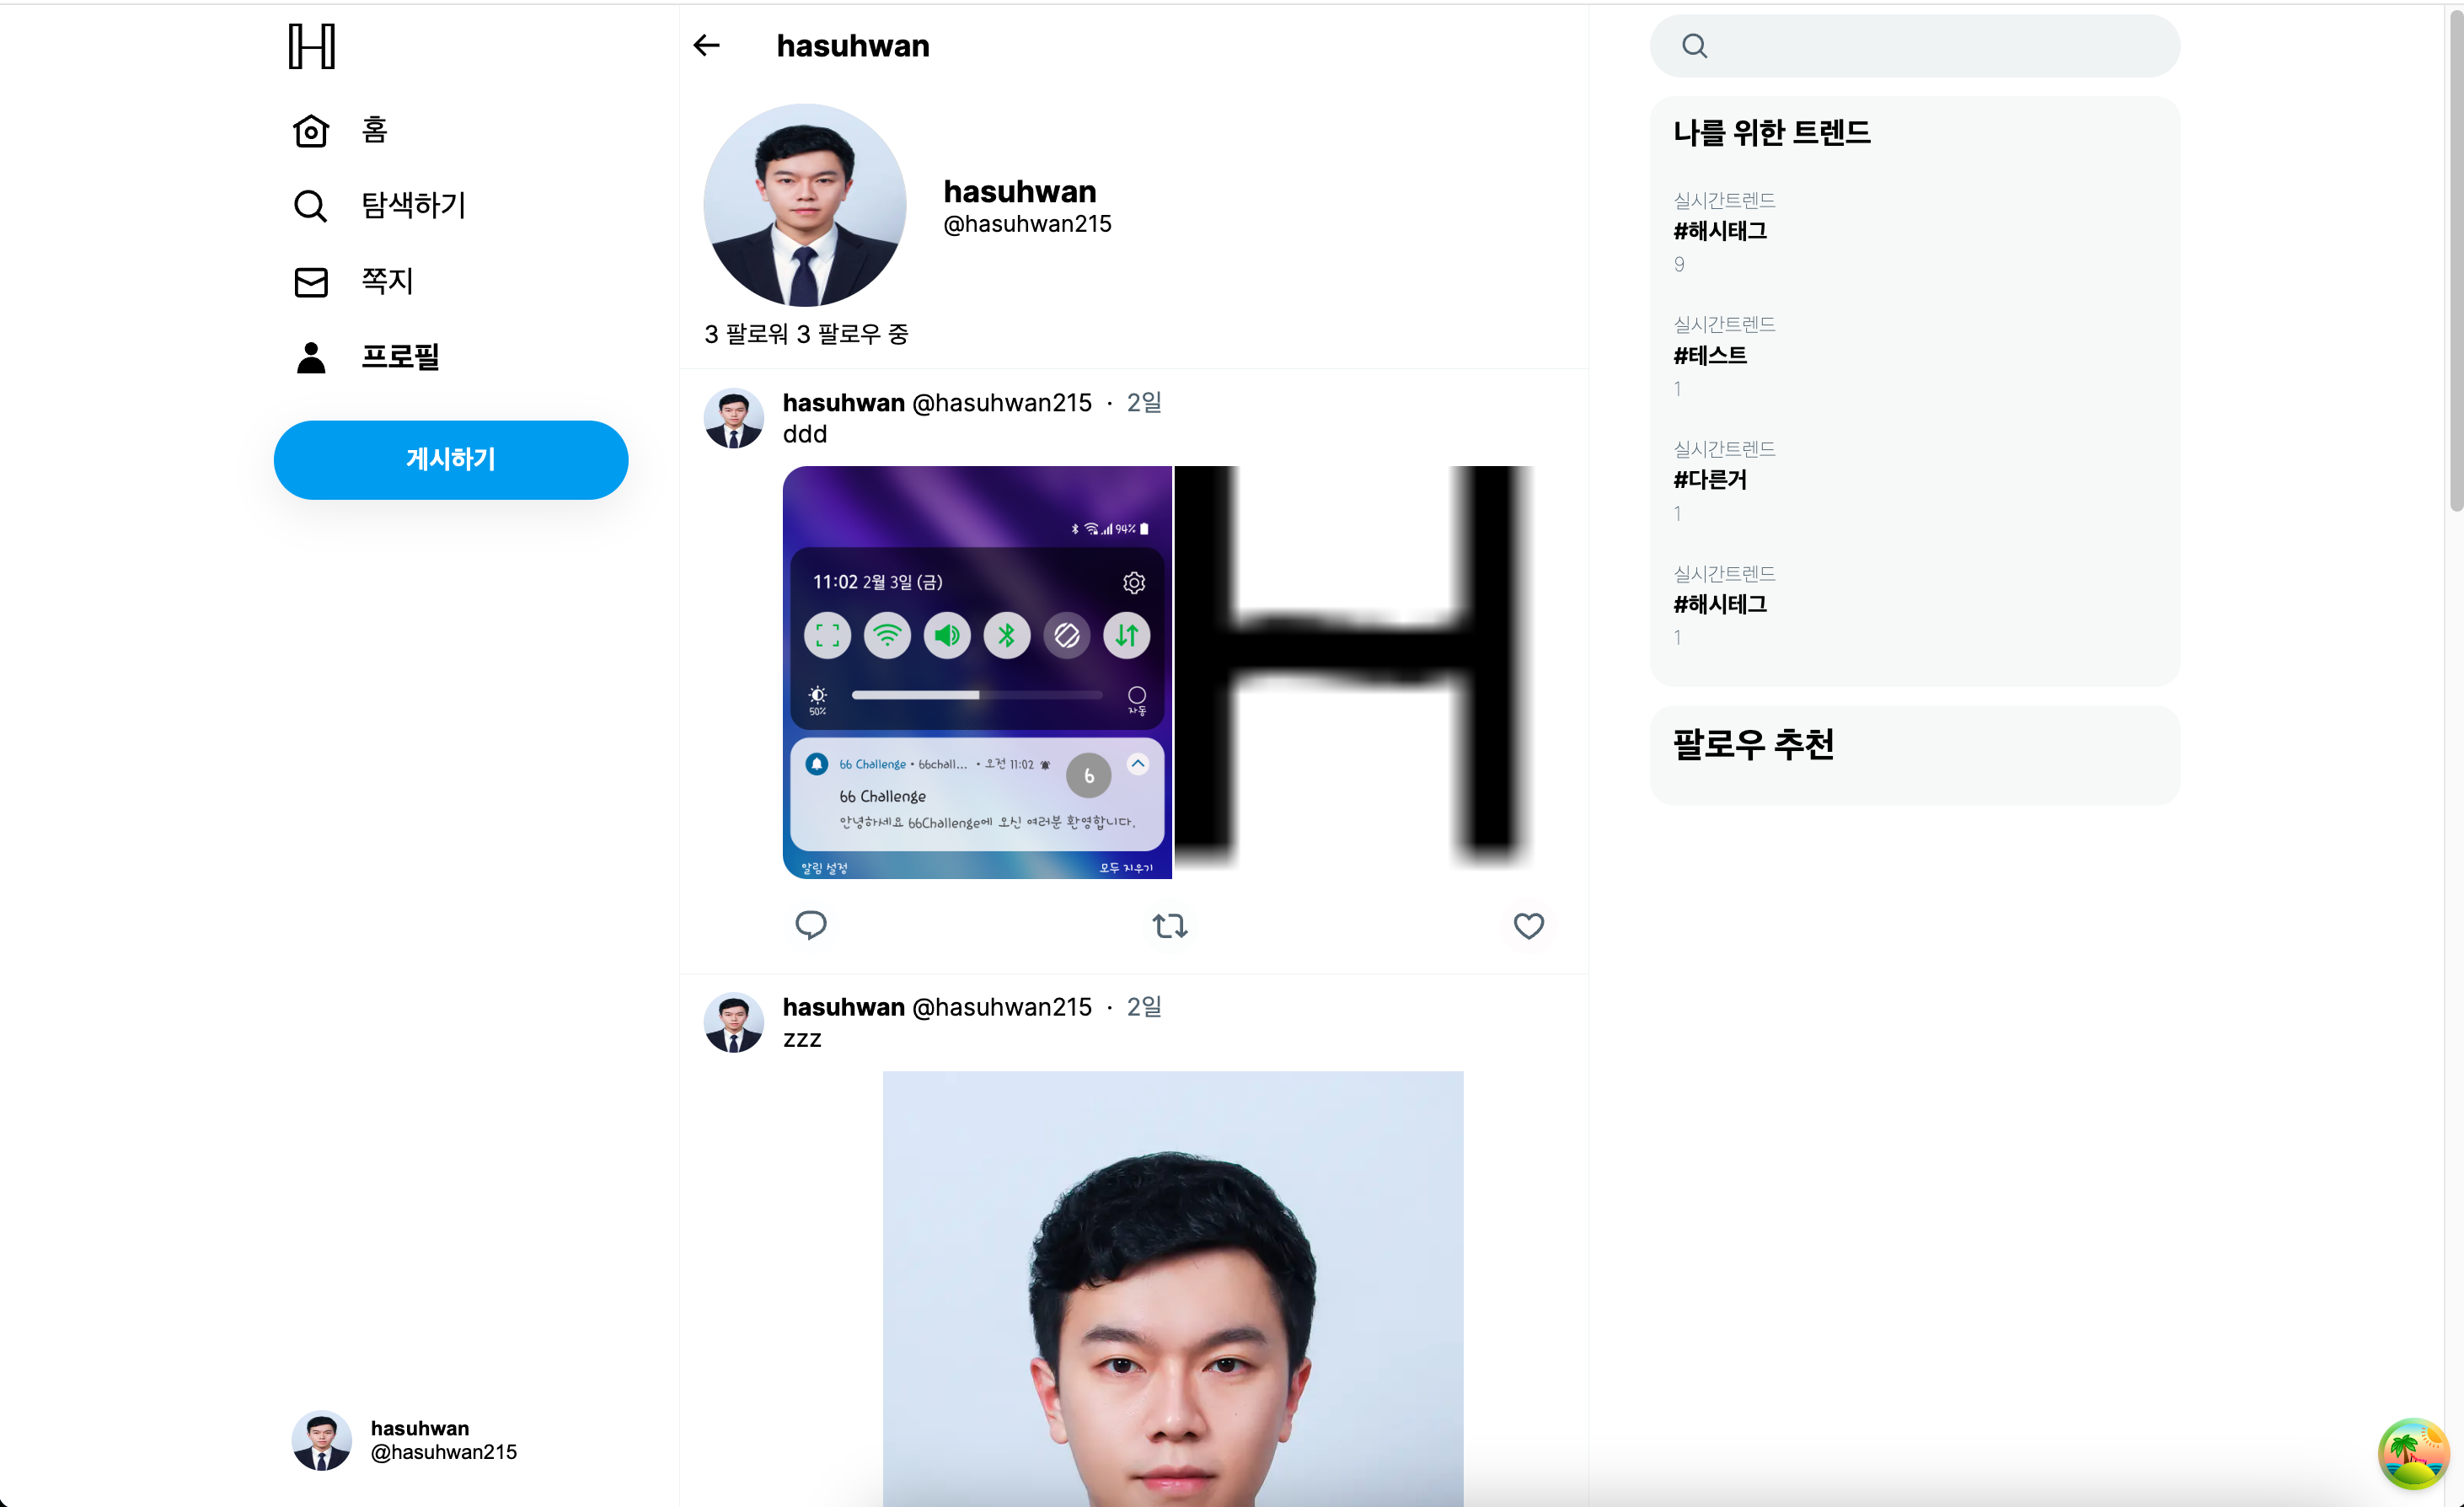 H
홈
탐색하기
쪽지
프로필
게시하기
hasuhwan
@hasuhwan215
hasuhwan
hasuhwan
@hasuhwan215
3 팔로워 3 팔로우 중
hasuhwan @hasuhwan215 · 2일
ddd
94%
11:02 2월 3일 (금)
50%
자동
66 Challenge • 66chall... • 오전 11:02
6
66 Challenge
안녕하세요 66Challenge에 오신 여러분 환영합니다.
알림 설정
모두 지우기
H
hasuhwan @hasuhwan215 · 2일
zzz
나를 위한 트렌드
실시간트렌드
#해시태그
9
실시간트렌드
#테스트
1
실시간트렌드
#다른거
1
실시간트렌드
#해시테그
1
팔로우 추천